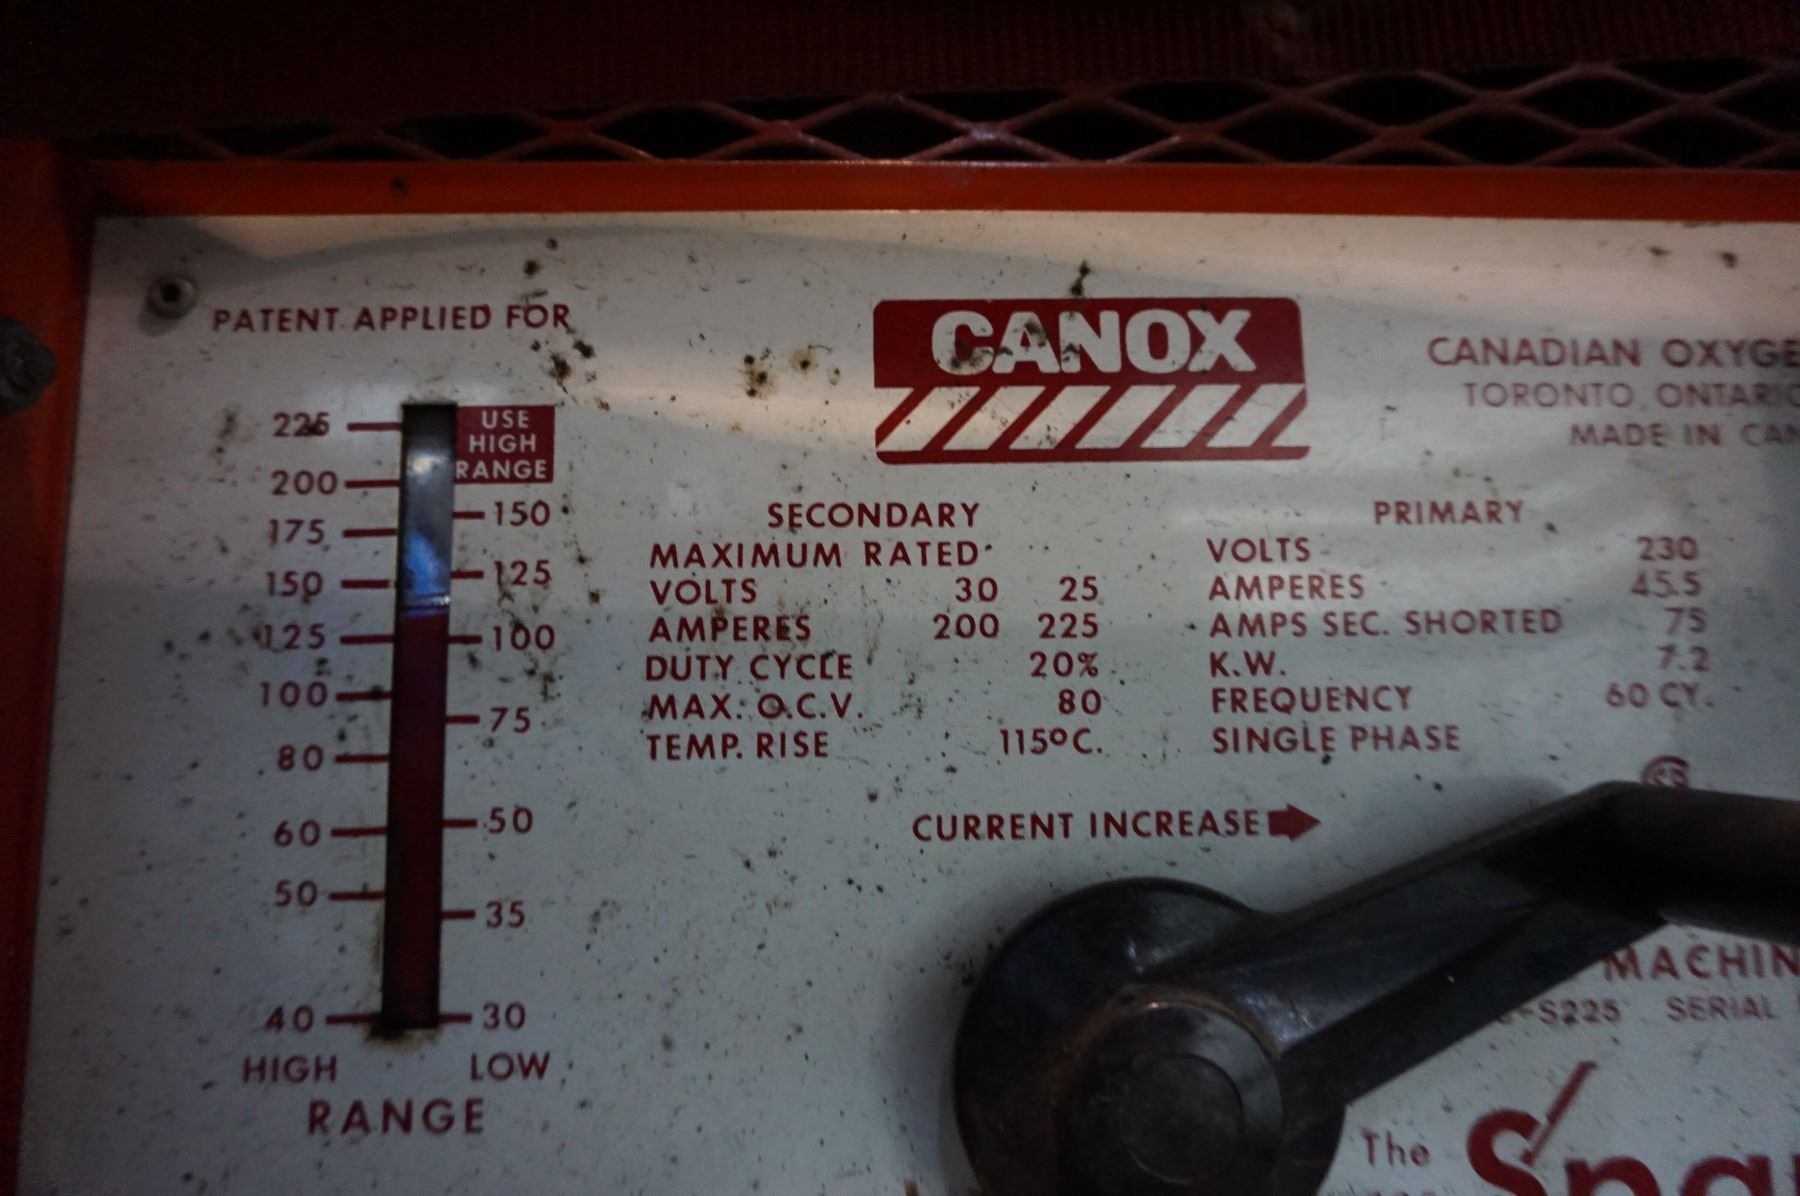 PATENT APPLIED FOR
CANOX
CANADIAN OXYGE
TORONTO, ONTARIO
MADE IN CAN
225
200
175
150
125
100
80
60
50
40
HIGH
USE
HIGH
RANGE
150
125
100
75
50
35
30
LOW
RANGE
SECONDARY
MAXIMUM RATED
VOLTS 30 25
AMPERES 200 225
DUTY CYCLE 20%
MAX. O.C.V. 80
TEMP. RISE 115°C.
PRIMARY
VOLTS 230
AMPERES 45.5
AMPS SEC. SHORTED 75
K.W. 7.2
FREQUENCY 60 CY.
SINGLE PHASE
CURRENT INCREASE
MACHIN
-S225 SERIAL
The